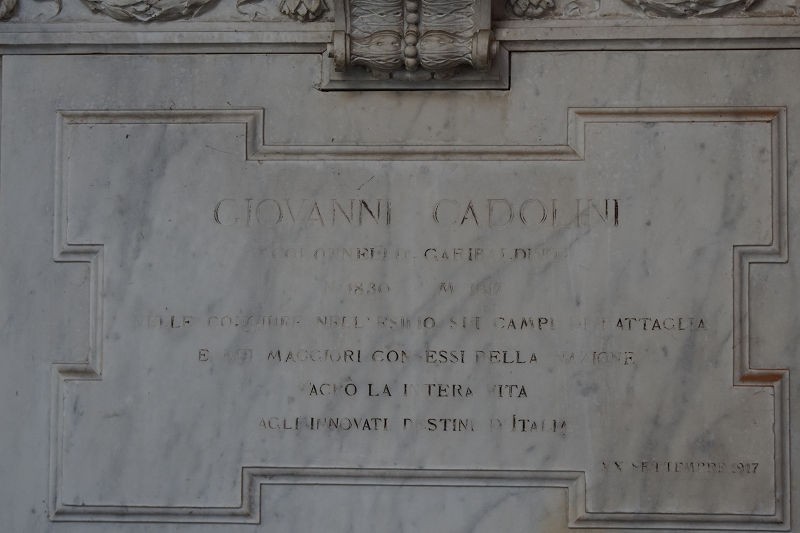 GIOVANNI CADOLINI
COLONNELLO GARIBALDINO
N. 1830 M. 1917
NELLE CONGIURE NELL'ESILIO SUI CAMPI DI BATTAGLIA
E NEI MAGGIORI CONSESSI DELLA NAZIONE
SACRÒ LA INTERA VITA
AGLI INNOVATI DESTINI D'ITALIA
XX SETTEMBRE 1917